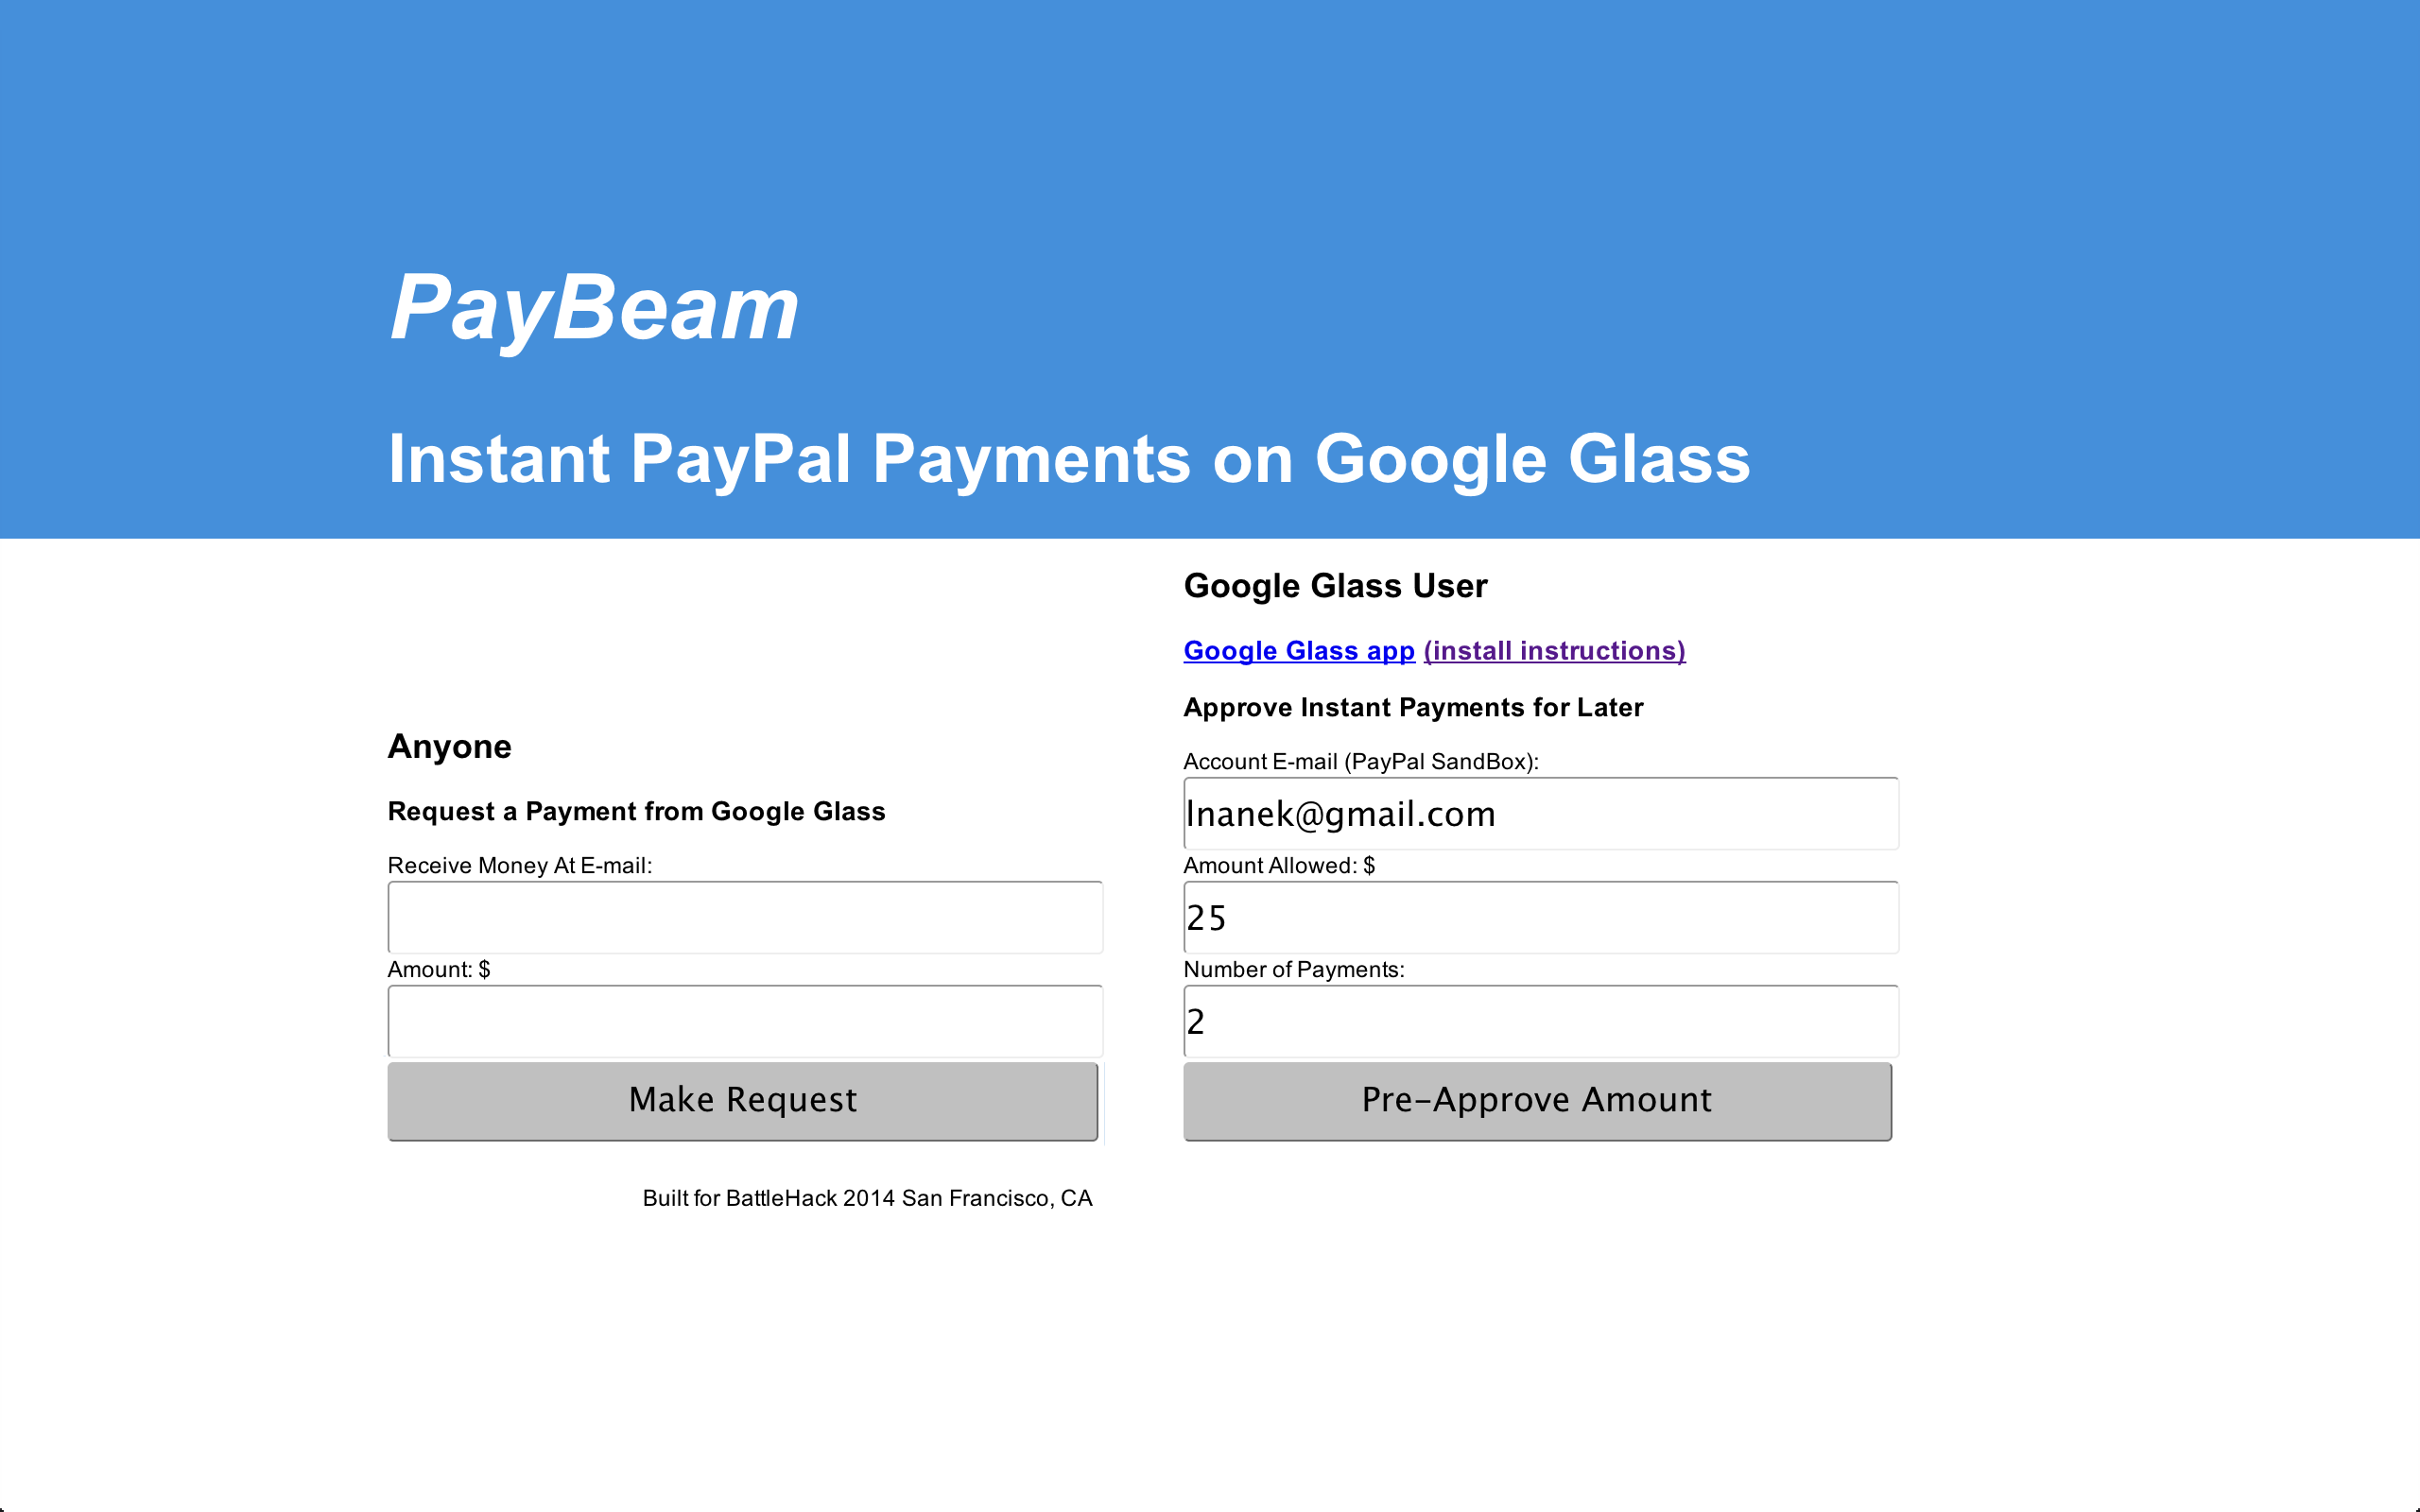 PayBeam
Instant PayPal Payments on Google Glass
Anyone
Request a Payment from Google Glass
Receive Money At E-mail:
Amount: $
Make Request
Google Glass User
Google Glass app (install instructions)
Approve Instant Payments for Later
Account E-mail (PayPal SandBox):
lnanek@gmail.com
Amount Allowed: $
25
Number of Payments:
2
Pre-Approve Amount
Built for BattleHack 2014 San Francisco, CA